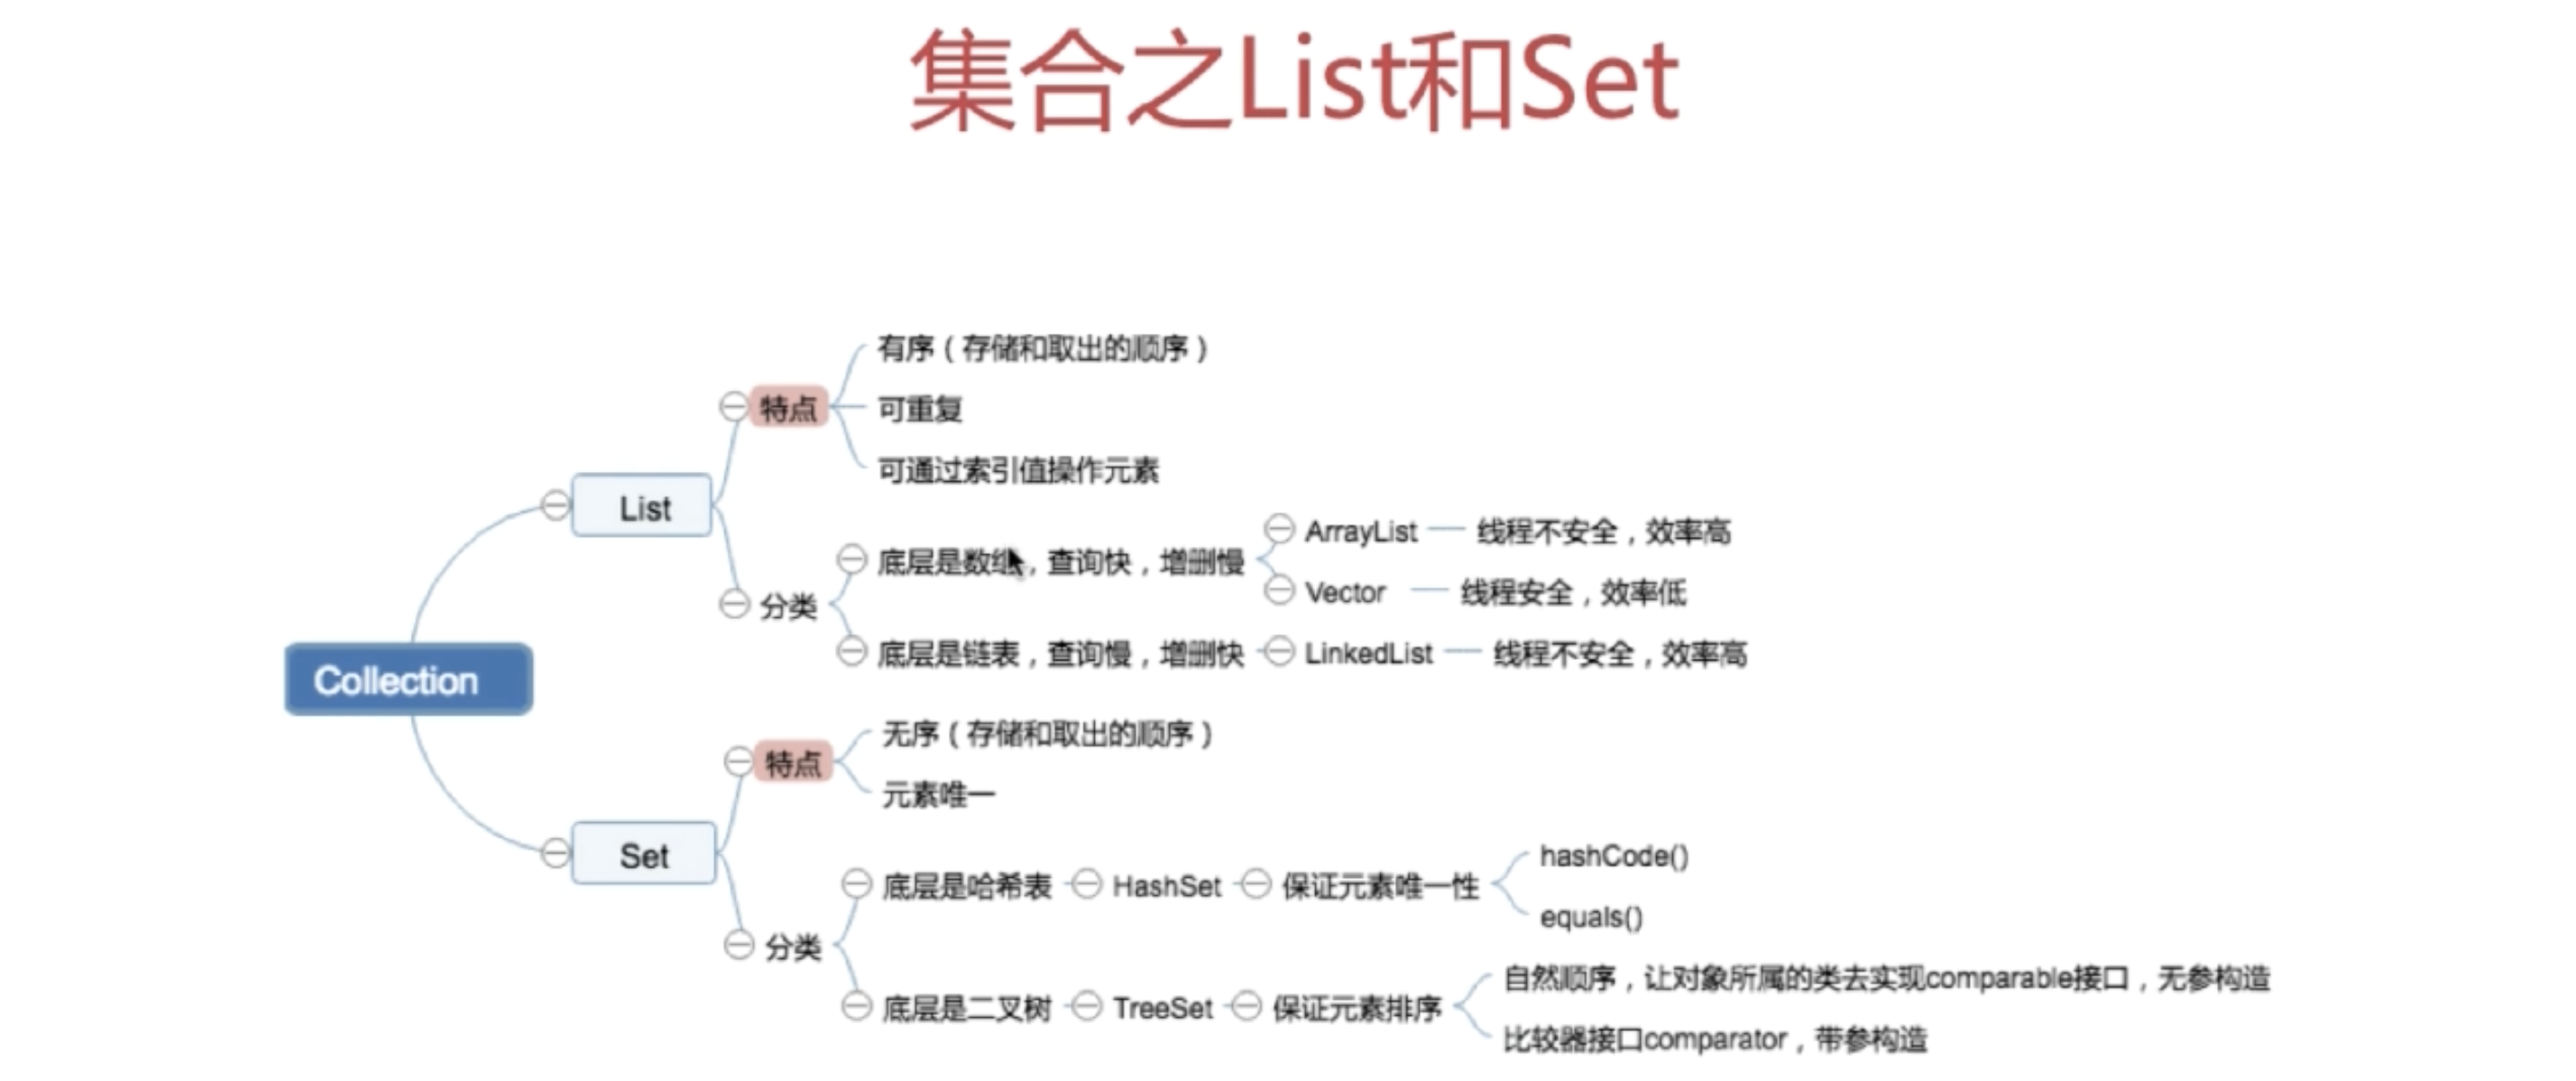 集合之List和Set
Collection
List
特点
有序（存储和取出的顺序）
可重复
可通过索引值操作元素
分类
底层是数组，查询快，增删慢
ArrayList
线程不安全，效率高
Vector
线程安全，效率低
底层是链表，查询慢，增删快
LinkedList
线程不安全，效率高
Set
特点
无序（存储和取出的顺序）
元素唯一
分类
底层是哈希表
HashSet
保证元素唯一性
hashCode()
equals()
底层是二叉树
TreeSet
保证元素排序
自然顺序，让对象所属的类去实现comparable接口，无参构造
比较器接口comparator，带参构造